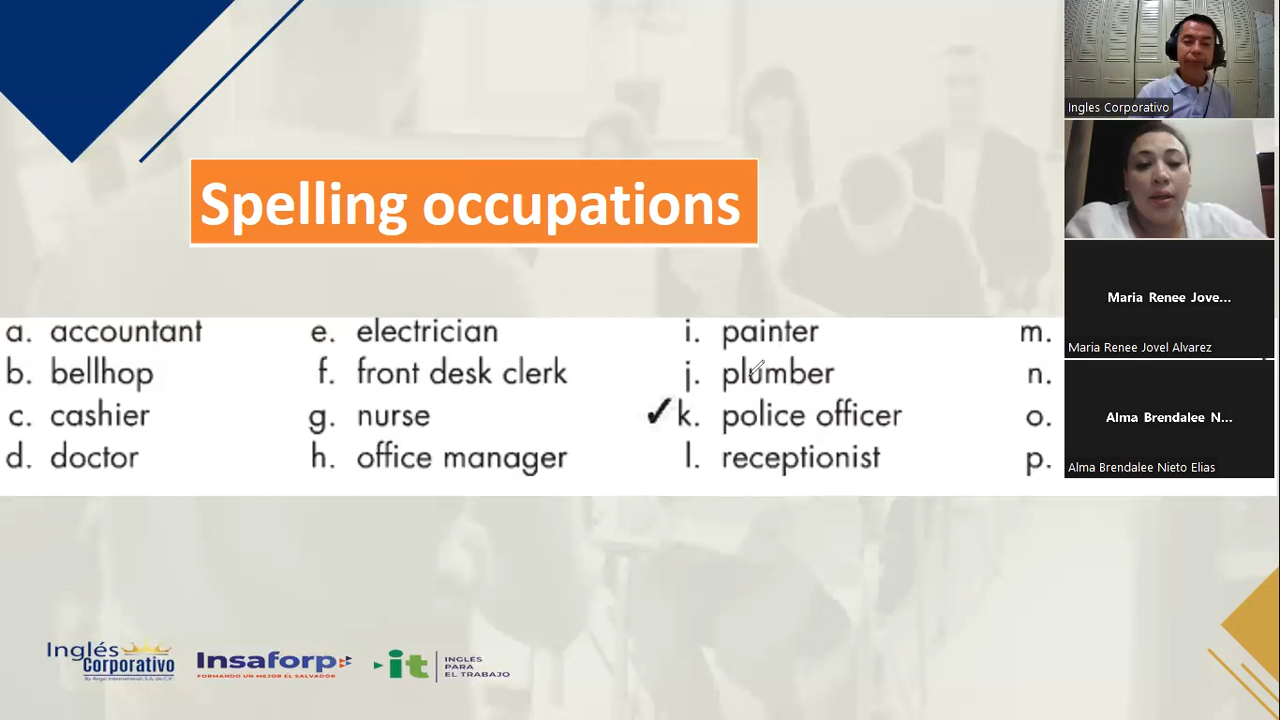 Spelling occupations
a. accountant e. electrician i. painter m.
b. bellhop f. front desk clerk j. plumber n.
c. cashier g. nurse ✓k. police officer o.
d. doctor h. office manager l. receptionist p.
Ingles Corporativo
Maria Renee Jove...
Maria Renee Jovel Alvarez
Alma Brendalee N...
Alma Brendalee Nieto Elias
Inglés
Corporativo
Insaforp
FORMANDO UN MEJOR EL SALVADOR
it
INGLÉS
PARA
EL TRABAJO